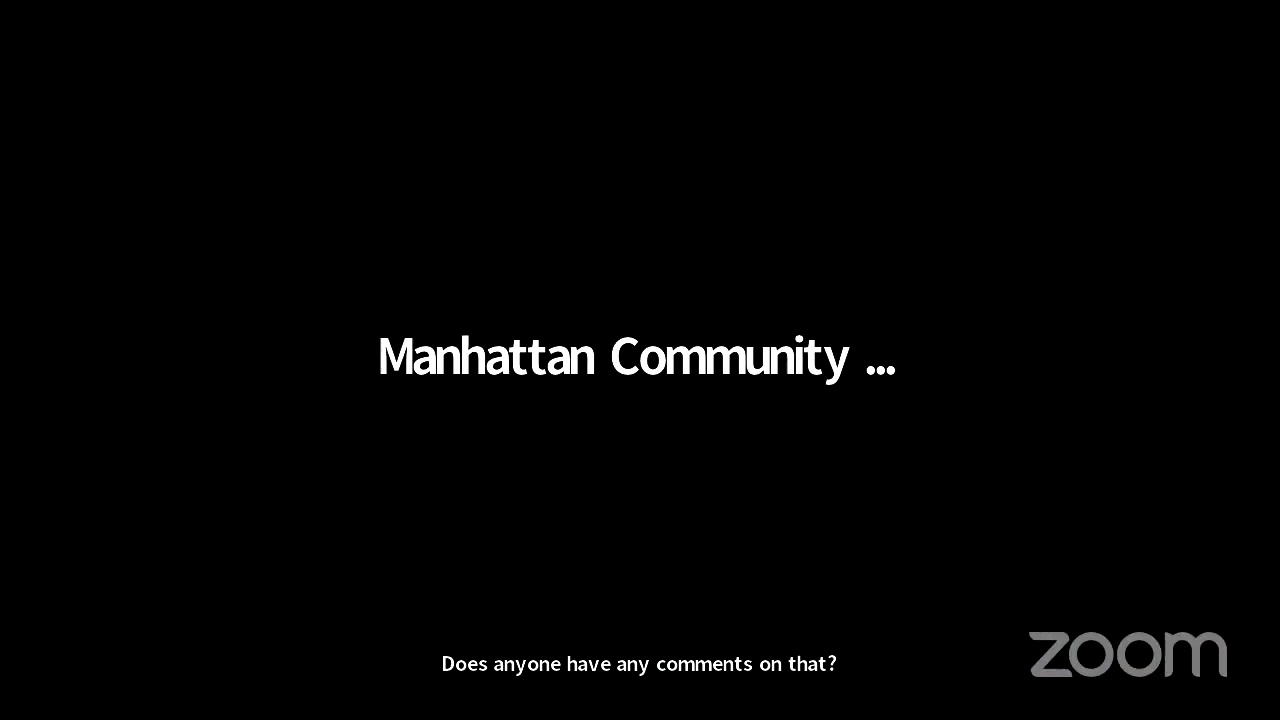 Manhattan Community ...
Does anyone have any comments on that?
zoom